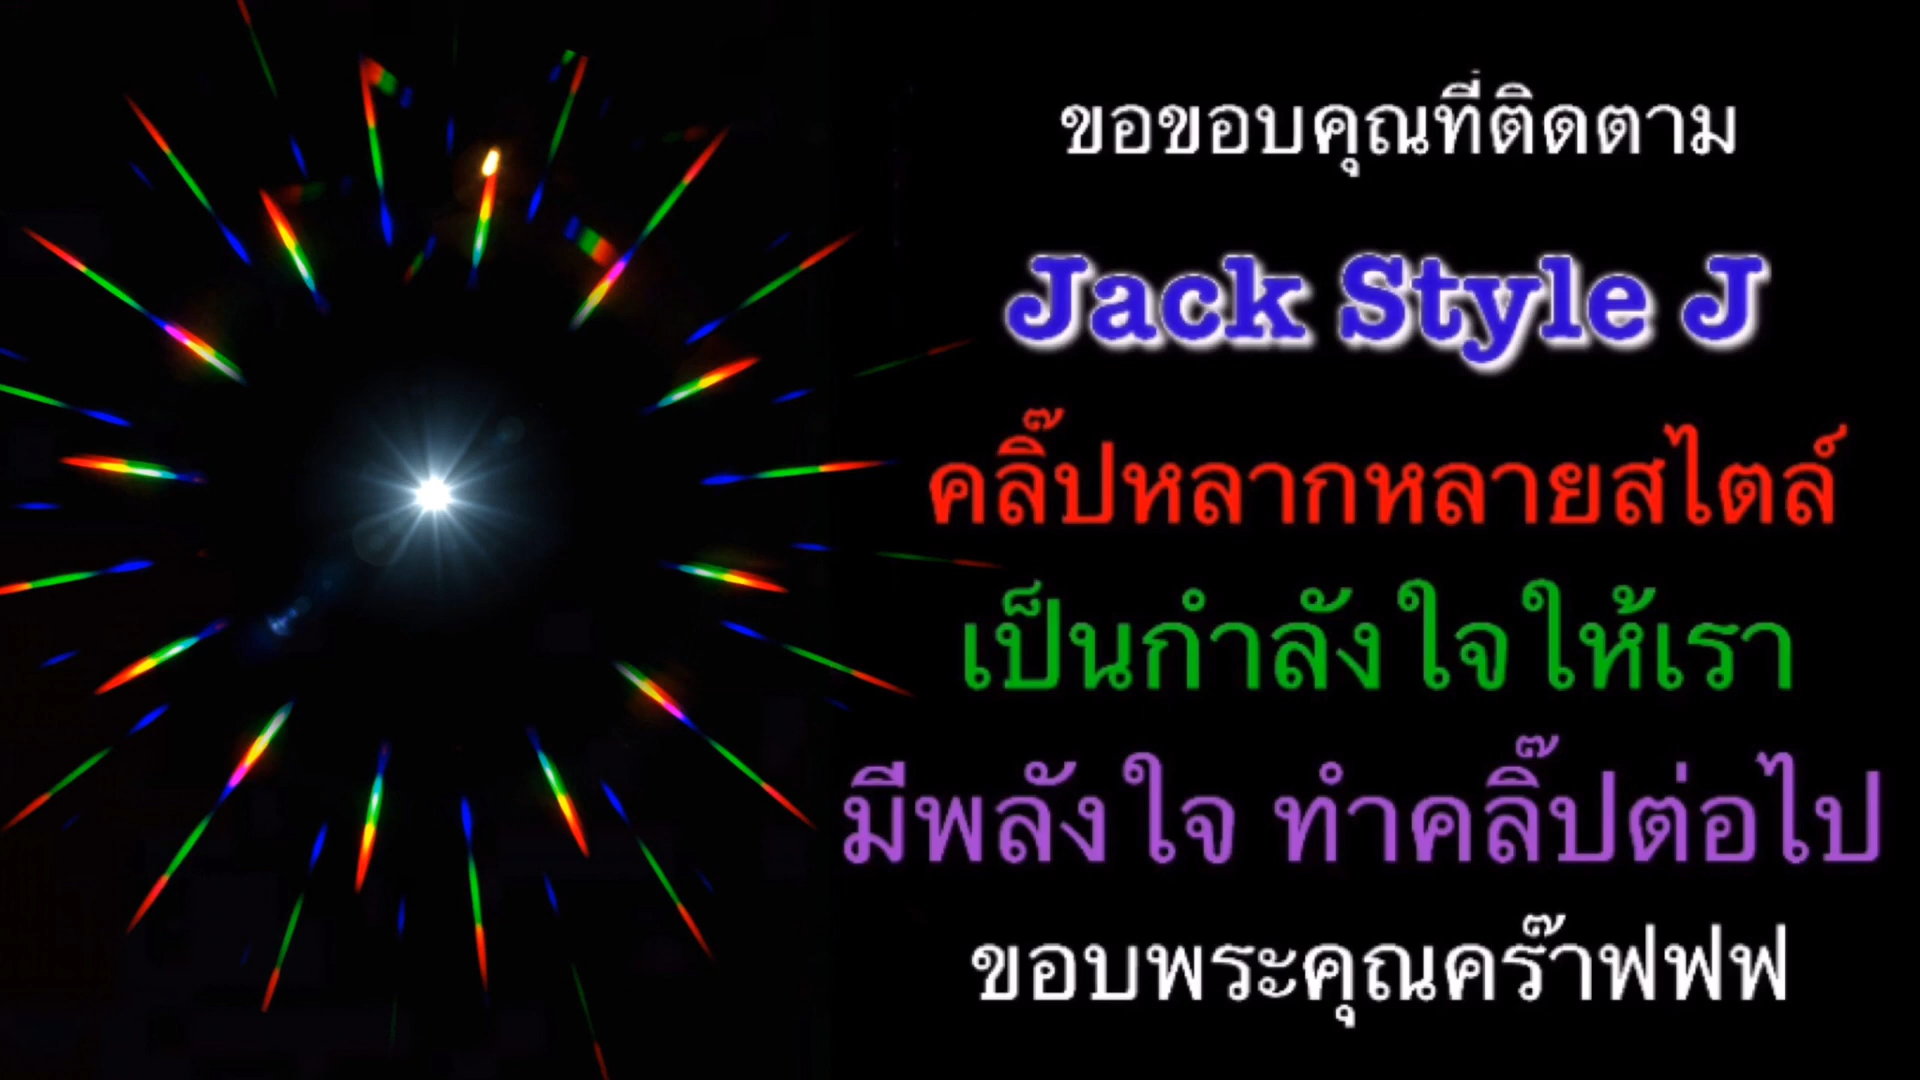 ขอขอบคุณที่ติดตาม
Jack Style J
คลิ๊ปหลากหลายสไตล์
เป็นกำลังใจให้เรา
มีพลังใจ ทำคลิ๊ปต่อไป
ขอบพระคุณคร๊าฟฟฟ